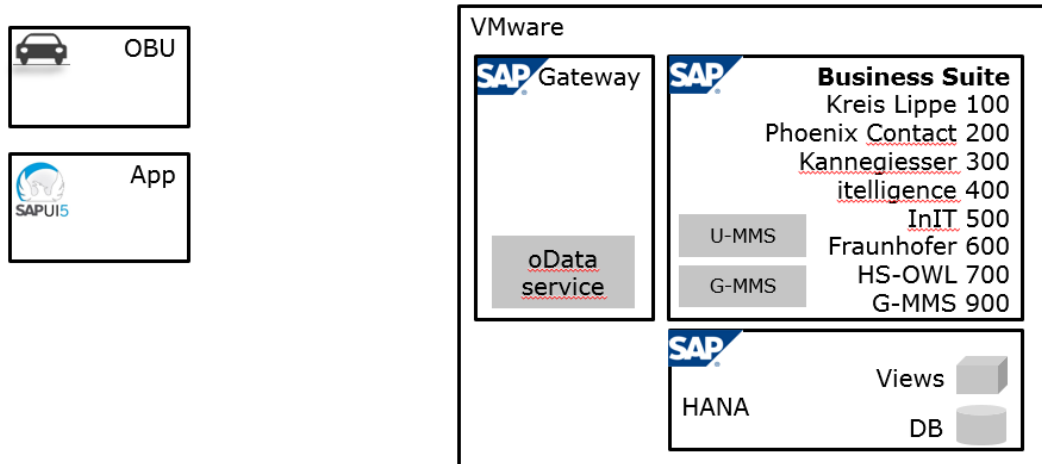 OBU
SAPUI5
App
VMware
SAP Gateway
oData
service
SAP
Business Suite
Kreis Lippe 100
Phoenix Contact 200
Kannegiesser 300
itelligence 400
InIT 500
Fraunhofer 600
HS-OWL 700
G-MMS 900
U-MMS
G-MMS
SAP
HANA
Views
DB